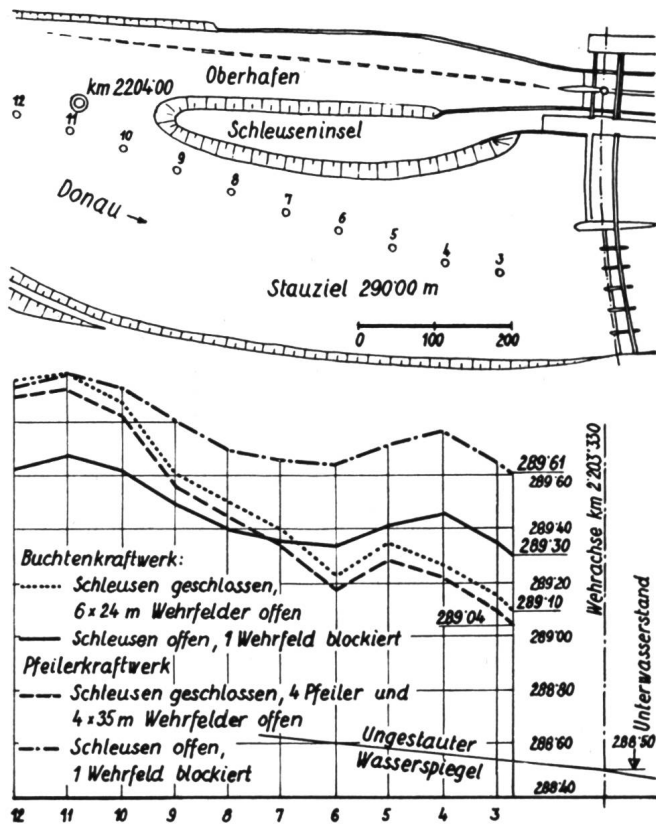 Oberhafen
km 2204'00
12
11
10
Schleuseninsel
9
8
7
6
5
4
3
Donau
Stauziel 290'00 m
0 100 200
289'61
289'60
289'40
289'30
289'20
289'10
289'04
289'00
288'80
288'60
288'50
288'40
Wehrachse km 2'203'330
Unterwasserstand
Buchtenkraftwerk:
Schleusen geschlossen,
6 x 24 m Wehrfelder offen
Schleusen offen, 1 Wehrfeld blockiert
Pfeilerkraftwerk
Schleusen geschlossen, 4 Pfeiler und
4 x 35 m Wehrfelder offen
Schleusen offen,
1 Wehrfeld blockiert
Ungestauter
Wasserspiegel
12 11 10 9 8 7 6 5 4 3